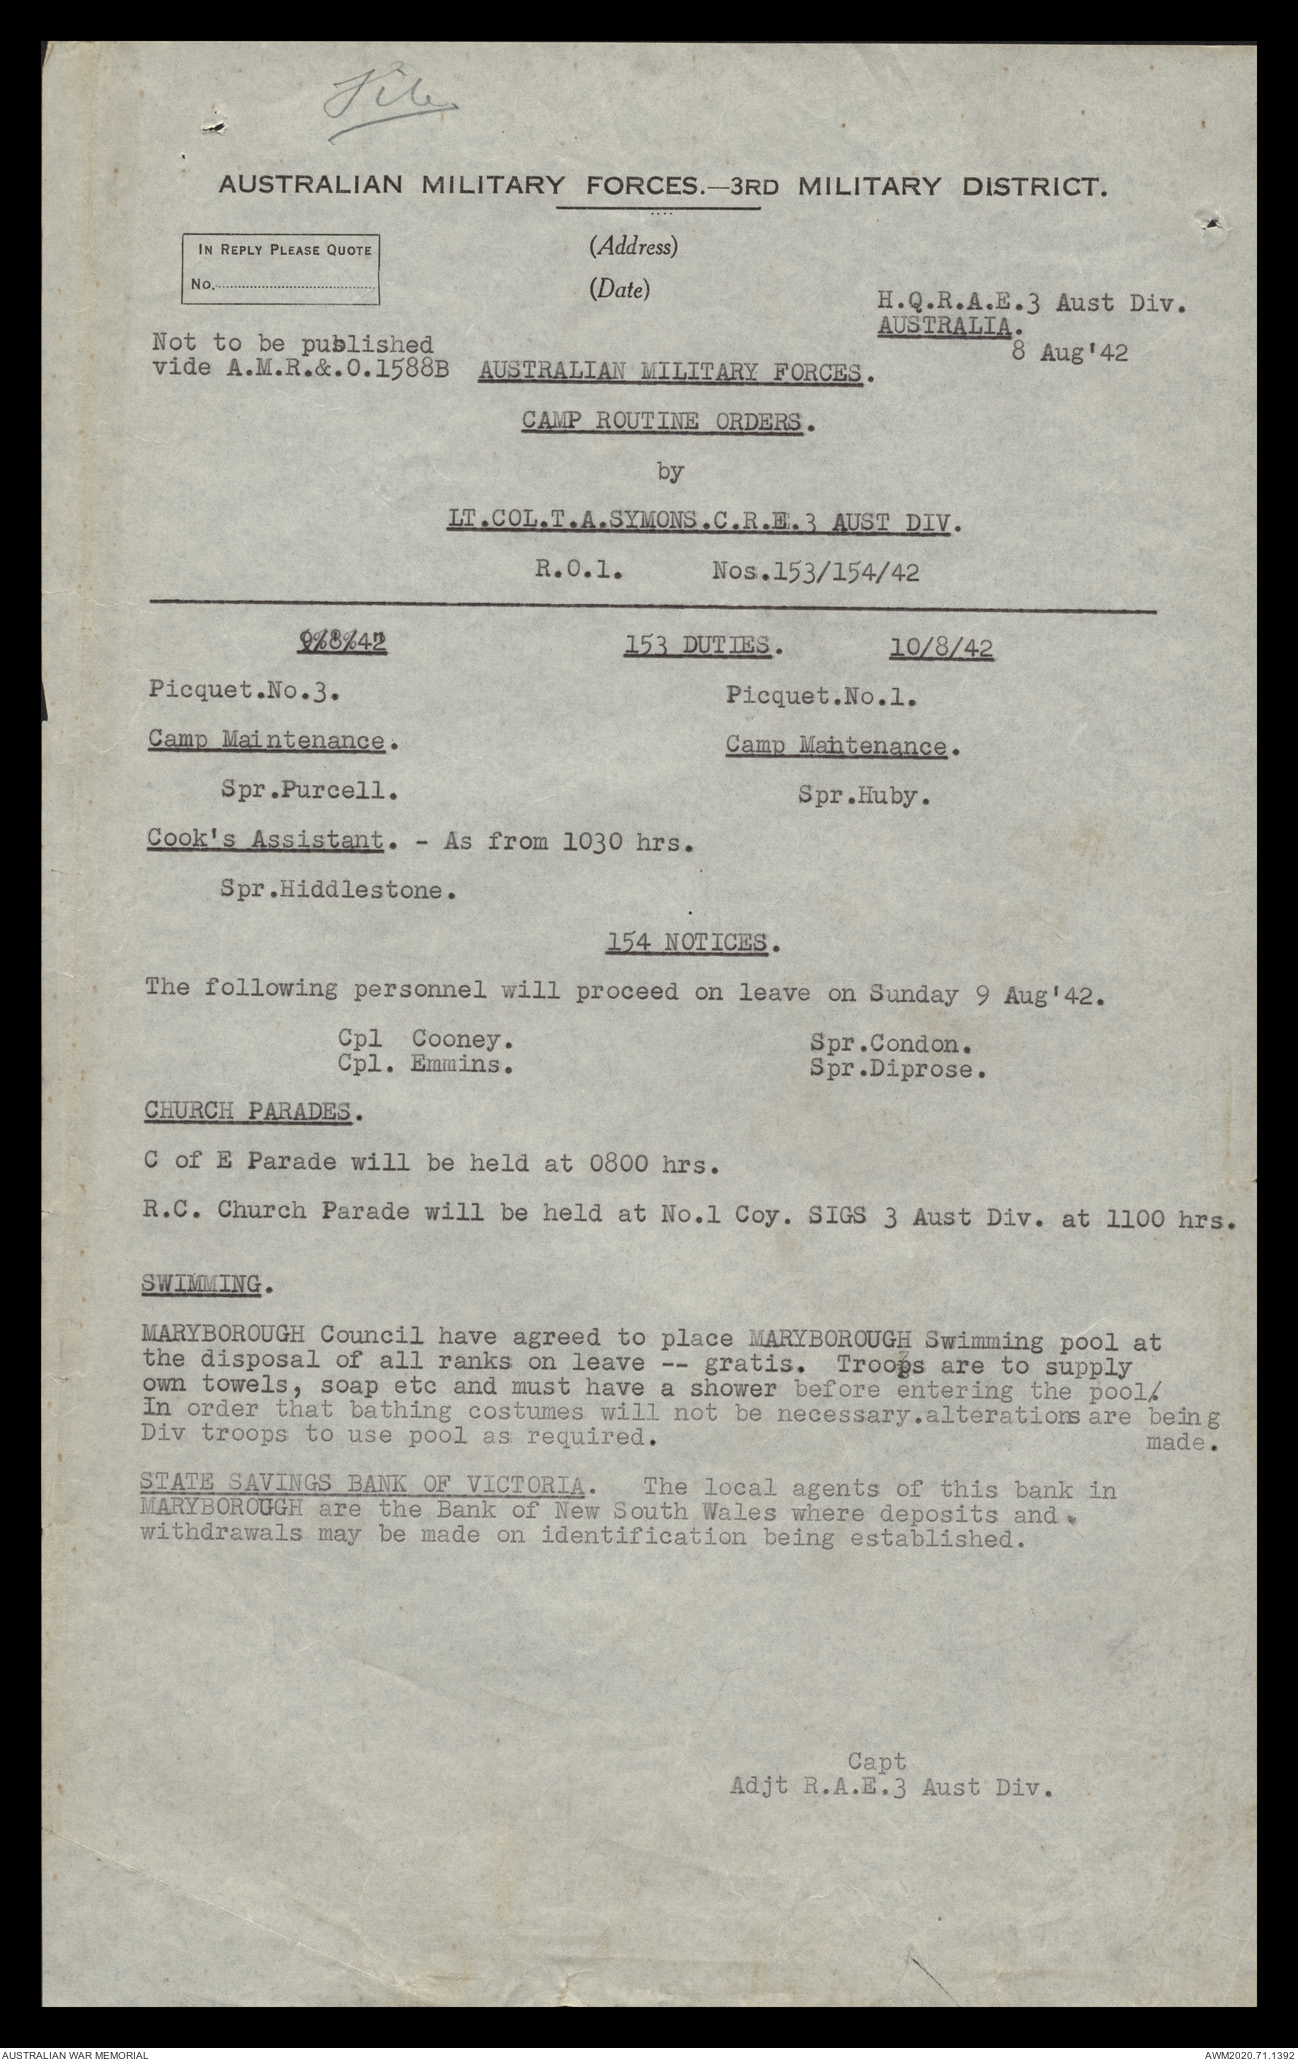 File
AUSTRALIAN MILITARY FORCES.—3RD MILITARY DISTRICT.
IN REPLY PLEASE QUOTE
No.
(Address)
(Date)
H.Q.R.A.E.3 Aust Div.
AUSTRALIA.
8 Aug'42
Not to be published
vide A.M.R.&.O.1588B
AUSTRALIAN MILITARY FORCES.
CAMP ROUTINE ORDERS.
by
LT.COL.T.A.SYMONS.C.R.E.3 AUST DIV.
R.O.1. Nos.153/154/42
9/8/42 153 DUTIES. 10/8/42
Picquet.No.3. Picquet.No.1.
Camp Maintenance. Camp Mantenance.
Spr.Purcell. Spr.Huby.
Cook's Assistant. - As from 1030 hrs.
Spr.Hiddlestone.
154 NOTICES.
The following personnel will proceed on leave on Sunday 9 Aug'42.
Cpl Cooney. Spr.Condon.
Cpl. Emmins. Spr.Diprose.
CHURCH PARADES.
C of E Parade will be held at 0800 hrs.
R.C. Church Parade will be held at No.1 Coy. SIGS 3 Aust Div. at 1100 hrs.
SWIMMING.
MARYBOROUGH Council have agreed to place MARYBOROUGH Swimming pool at
the disposal of all ranks on leave -- gratis. Troops are to supply
own towels, soap etc and must have a shower before entering the pool.
In order that bathing costumes will not be necessary.alterations are being
Div troops to use pool as required. made.
STATE SAVINGS BANK OF VICTORIA. The local agents of this bank in
MARYBOROUGH are the Bank of New South Wales where deposits and
withdrawals may be made on identification being established.
Capt
Adjt R.A.E.3 Aust Div.
AUSTRALIAN WAR MEMORIAL
AWM2020.71.1392